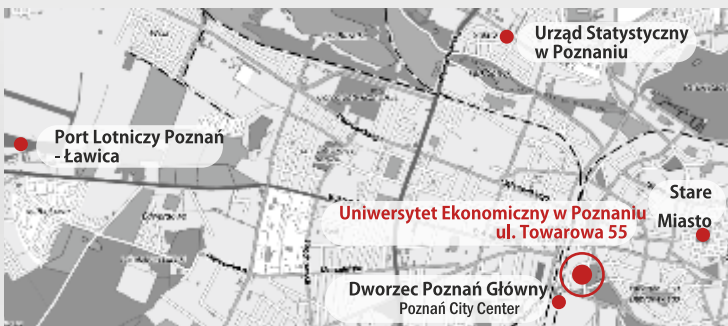 Urząd Statystyczny
w Poznaniu
Port Lotniczy Poznań
- Ławica
Stare
Miasto
Uniwersytet Ekonomiczny w Poznaniu
ul. Towarowa 55
Dworzec Poznań Główny
Poznań City Center